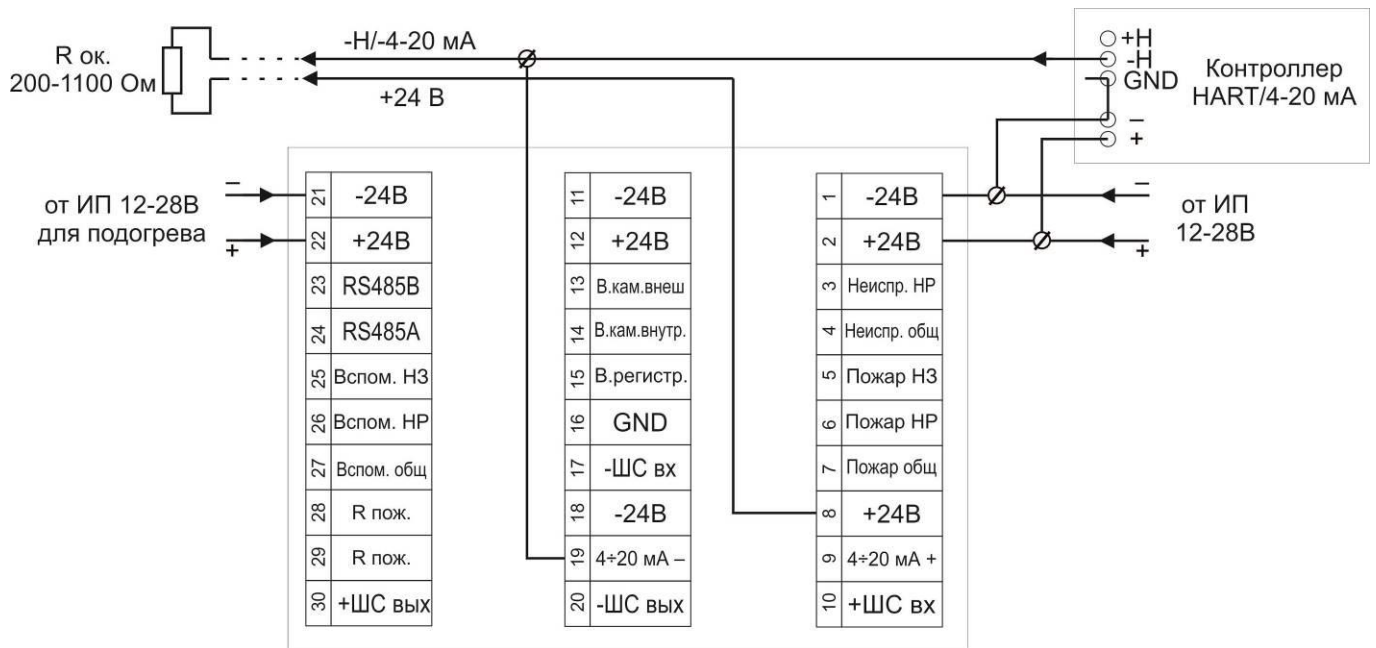 R ок.
200-1100 Ом
-Н/-4-20 мА
+24 В
+Н
-Н
GND
–
+
Контроллер
HART/4-20 мА
от ИП 12-28В
для подогрева
–
+
21 -24В
22 +24В
23 RS485B
24 RS485A
25 Вспом. НЗ
26 Вспом. НР
27 Вспом. общ
28 R пож.
29 R пож.
30 +ШС вых
11 -24В
12 +24В
13 В.кам.внеш
14 В.кам.внутр.
15 В.регистр.
16 GND
17 -ШС вх
18 -24В
19 4÷20 мА –
20 -ШС вых
1 -24В
2 +24В
3 Неиспр. НР
4 Неиспр. общ
5 Пожар НЗ
6 Пожар НР
7 Пожар общ
8 +24В
9 4÷20 мА +
10 +ШС вх
–
+
от ИП
12-28В